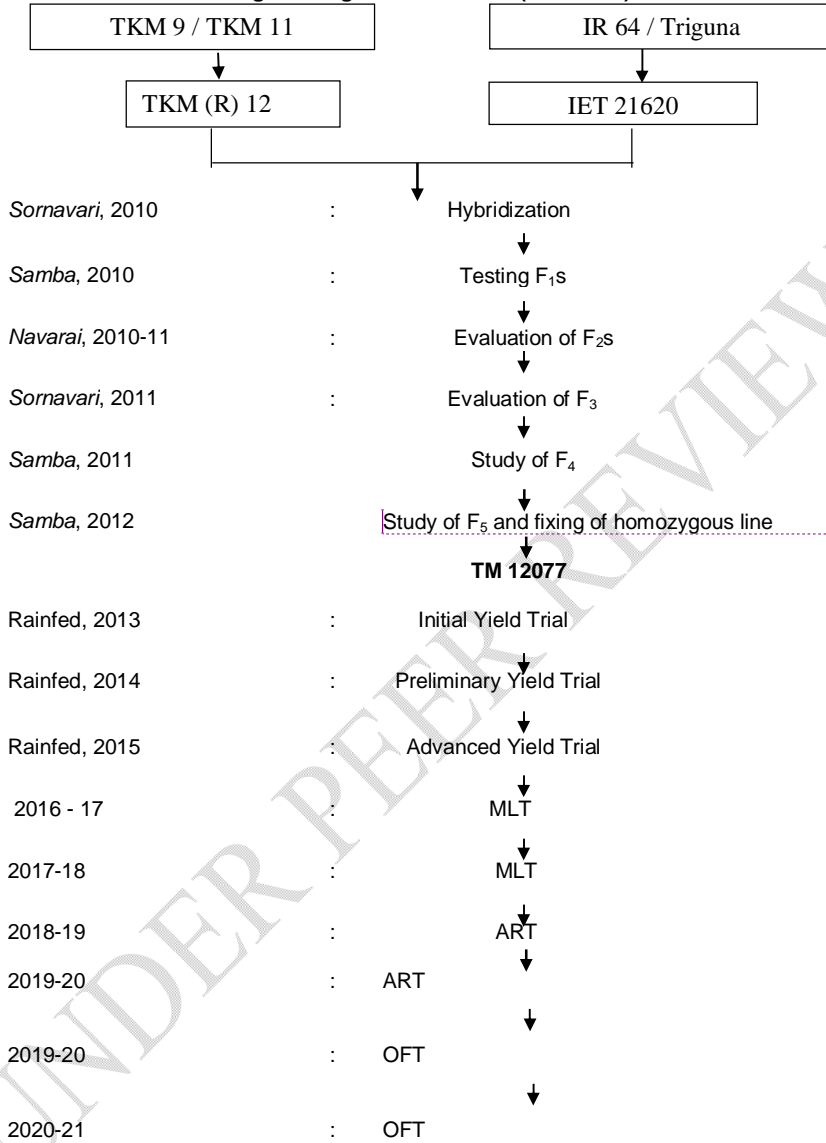 TKM 9 / TKM 11 IR 64 / Triguna
TKM (R) 12 IET 21620
Sornavari, 2010 : Hybridization
Samba, 2010 : Testing F₁s
Navarai, 2010-11 : Evaluation of F₂s
Sornavari, 2011 : Evaluation of F₃
Samba, 2011 Study of F₄
Samba, 2012 Study of F₅ and fixing of homozygous line
TM 12077
Rainfed, 2013 : Initial Yield Trial
Rainfed, 2014 : Preliminary Yield Trial
Rainfed, 2015 : Advanced Yield Trial
2016 - 17 : MLT
2017-18 : MLT
2018-19 : ART
2019-20 : ART
2019-20 : OFT
2020-21 : OFT
UNDER PEER REVIEW